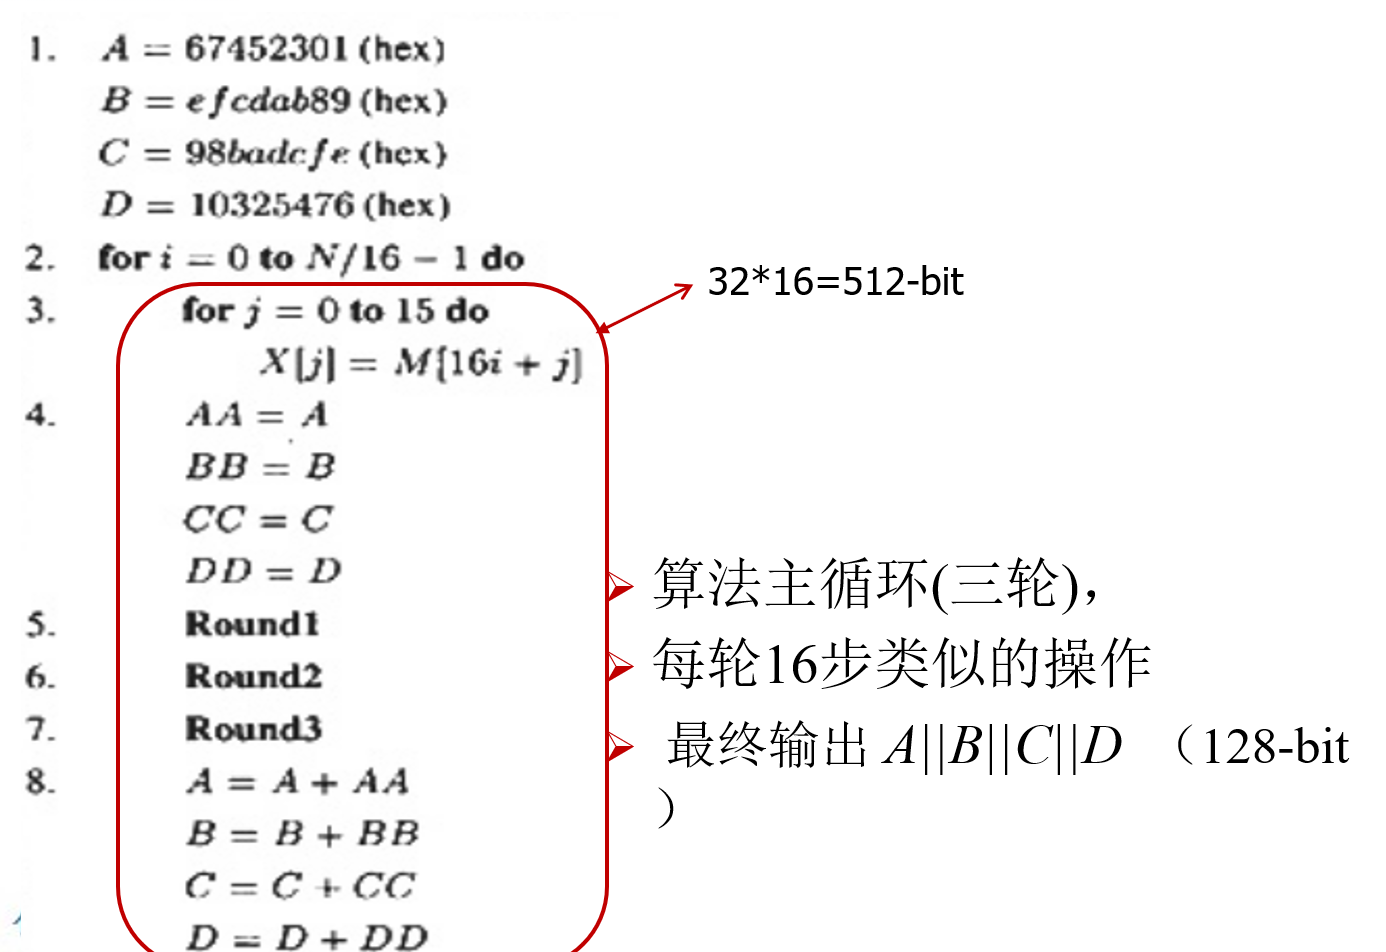 1. A = 67452301 (hex)
B = efcdab89 (hex)
C = 98badcfe (hex)
D = 10325476 (hex)
2. for i = 0 to N/16 − 1 do
3. for j = 0 to 15 do
32*16=512-bit
X[j] = M[16i + j]
4. AA = A
BB = B
CC = C
DD = D
算法主循环(三轮)，
5. Round1
每轮16步类似的操作
6. Round2
7. Round3
最终输出 A||B||C||D （128-bit
）
8. A = A + AA
B = B + BB
C = C + CC
D = D + DD